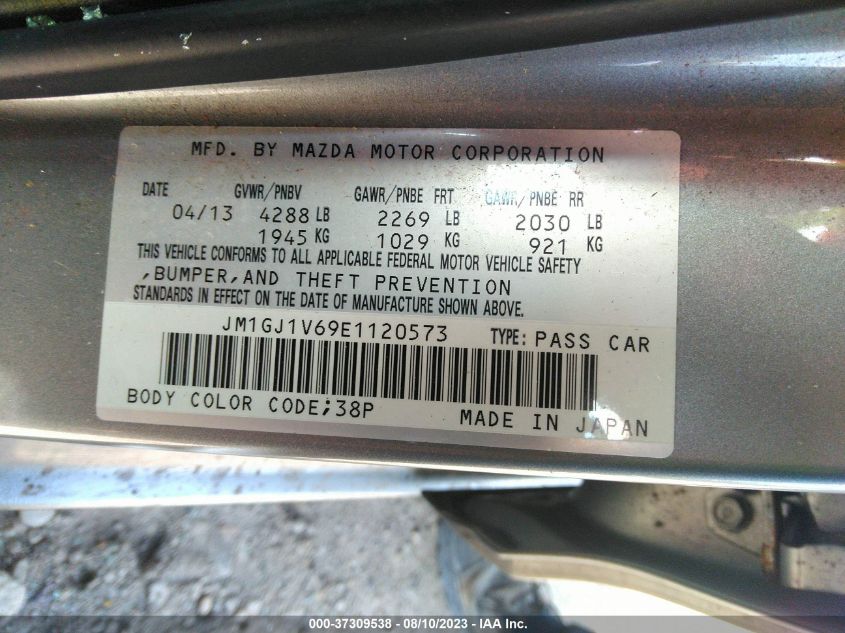 MFD. BY MAZDA MOTOR CORPORATION
DATE GVWR/PNBV GAWR/PNBE FRT GAWR/PNBE RR
04/13 4288 LB 2269 LB 2030 LB
1945 KG 1029 KG 921 KG
THIS VEHICLE CONFORMS TO ALL APPLICABLE FEDERAL MOTOR VEHICLE SAFETY
,BUMPER,AND THEFT PREVENTION
STANDARDS IN EFFECT ON THE DATE OF MANUFACTURE SHOWN ABOVE.
JM1GJ1V69E1120573 TYPE: PASS CAR
BODY COLOR CODE;38P MADE IN JAPAN
000-37309538 - 08/10/2023 - IAA Inc.